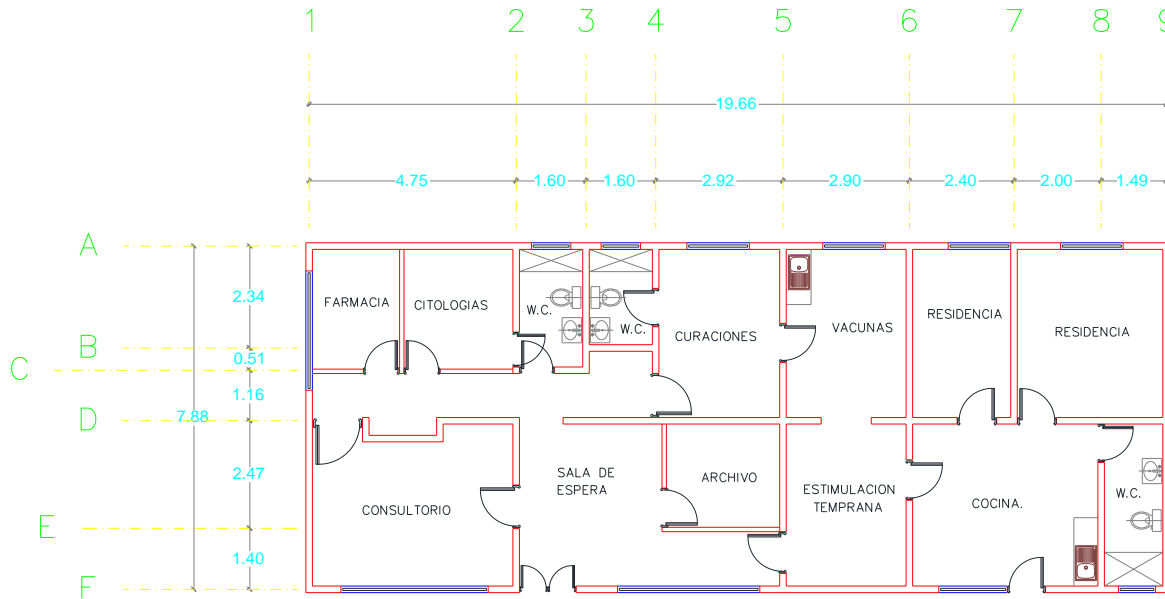 1 2 3 4 5 6 7 8 9
19.66
4.75 1.60 1.60 2.92 2.90 2.40 2.00 1.49
A
B
C
D
E
F
2.34
0.51
1.16
7.88
2.47
1.40
FARMACIA
CITOLOGIAS
W.C.
W.C.
CURACIONES
VACUNAS
RESIDENCIA
RESIDENCIA
CONSULTORIO
SALA DE
ESPERA
ARCHIVO
ESTIMULACION
TEMPRANA
COCINA.
W.C.